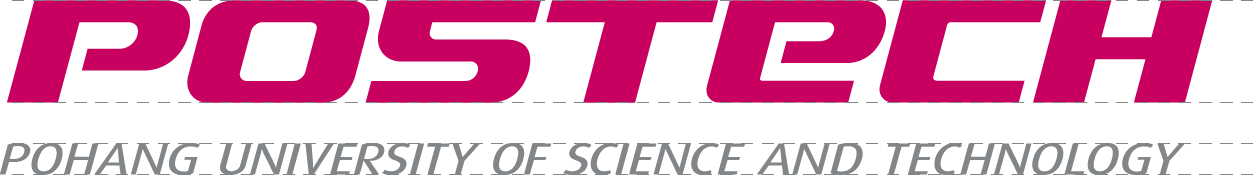 POSTeCH
POHANG UNIVERSITY OF SCIENCE AND TECHNOLOGY